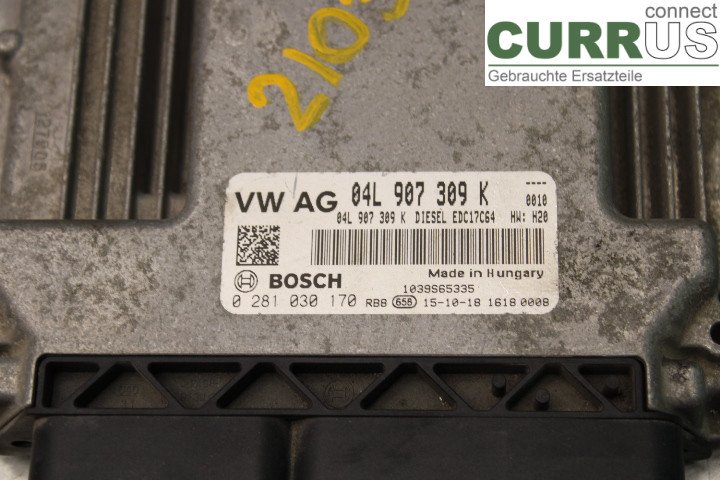 connect
CURRUS
Gebrauchte Ersatzteile
VW AG 04L 907 309 K
----
0010
04L 907 309 K DIESEL EDC17C64 HW: H20
BOSCH
Made in Hungary
1039S65335
0 281 030 170 RB8 658 15-10-18 1618 0008